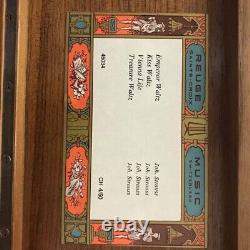 REUGE
SAINTE-CROIX
MUSIC
SWITZERLAND
Emperor Waltz Joh. Strauss
Kiss Waltz Joh. Strauss
Vienna Life Joh. Strauss
Treasure Waltz Joh. Strauss
45034 CH 4/50